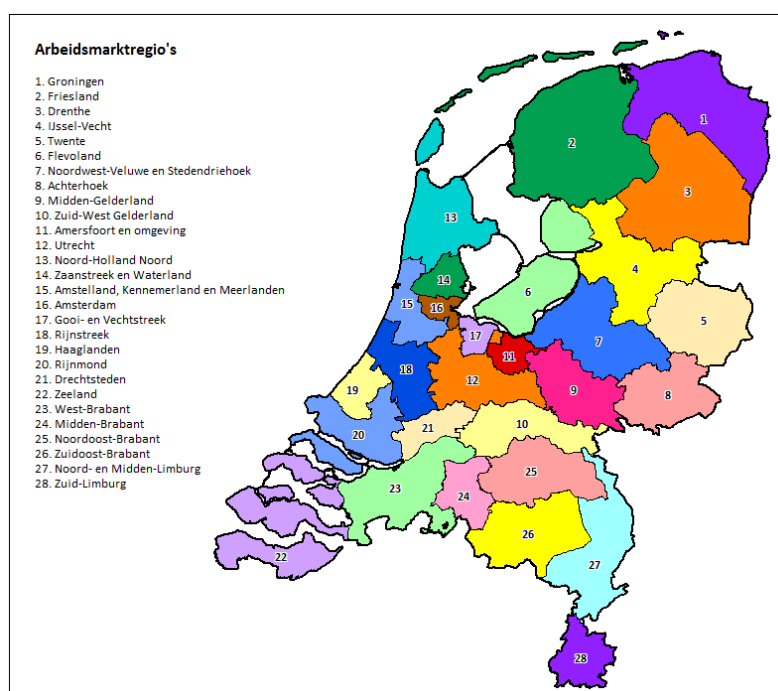 Arbeidsmarktregio's
1. Groningen
2. Friesland
3. Drenthe
4. IJssel-Vecht
5. Twente
6. Flevoland
7. Noordwest-Veluwe en Stedendriehoek
8. Achterhoek
9. Midden-Gelderland
10. Zuid-West Gelderland
11. Amersfoort en omgeving
12. Utrecht
13. Noord-Holland Noord
14. Zaanstreek en Waterland
15. Amstelland, Kennemerland en Meerlanden
16. Amsterdam
17. Gooi- en Vechtstreek
18. Rijnstreek
19. Haaglanden
20. Rijnmond
21. Drechtsteden
22. Zeeland
23. West-Brabant
24. Midden-Brabant
25. Noordoost-Brabant
26. Zuidoost-Brabant
27. Noord- en Midden-Limburg
28. Zuid-Limburg
1
2
3
13
4
14
6
15
16
5
17
7
11
18
12
19
9
8
10
21
20
25
23
24
26
22
27
28